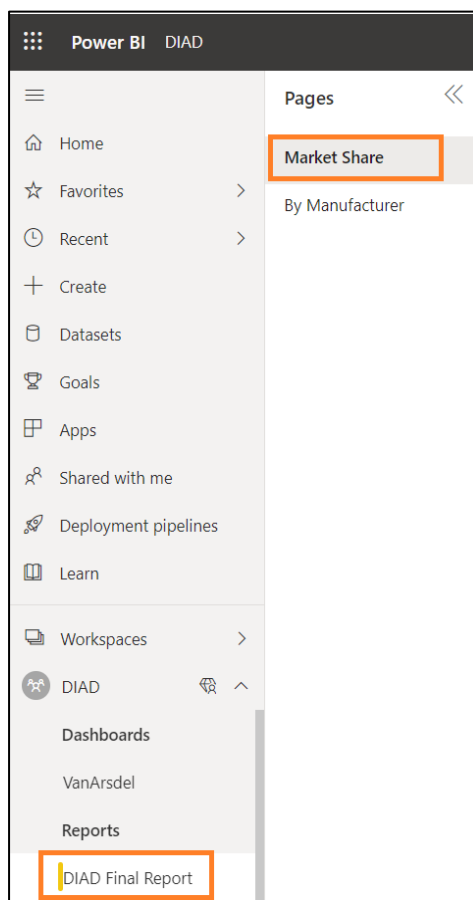 Power BI DIAD
Pages
Home
Market Share
Favorites
By Manufacturer
Recent
Create
Datasets
Goals
Apps
Shared with me
Deployment pipelines
Learn
Workspaces
DIAD
Dashboards
VanArsdel
Reports
DIAD Final Report